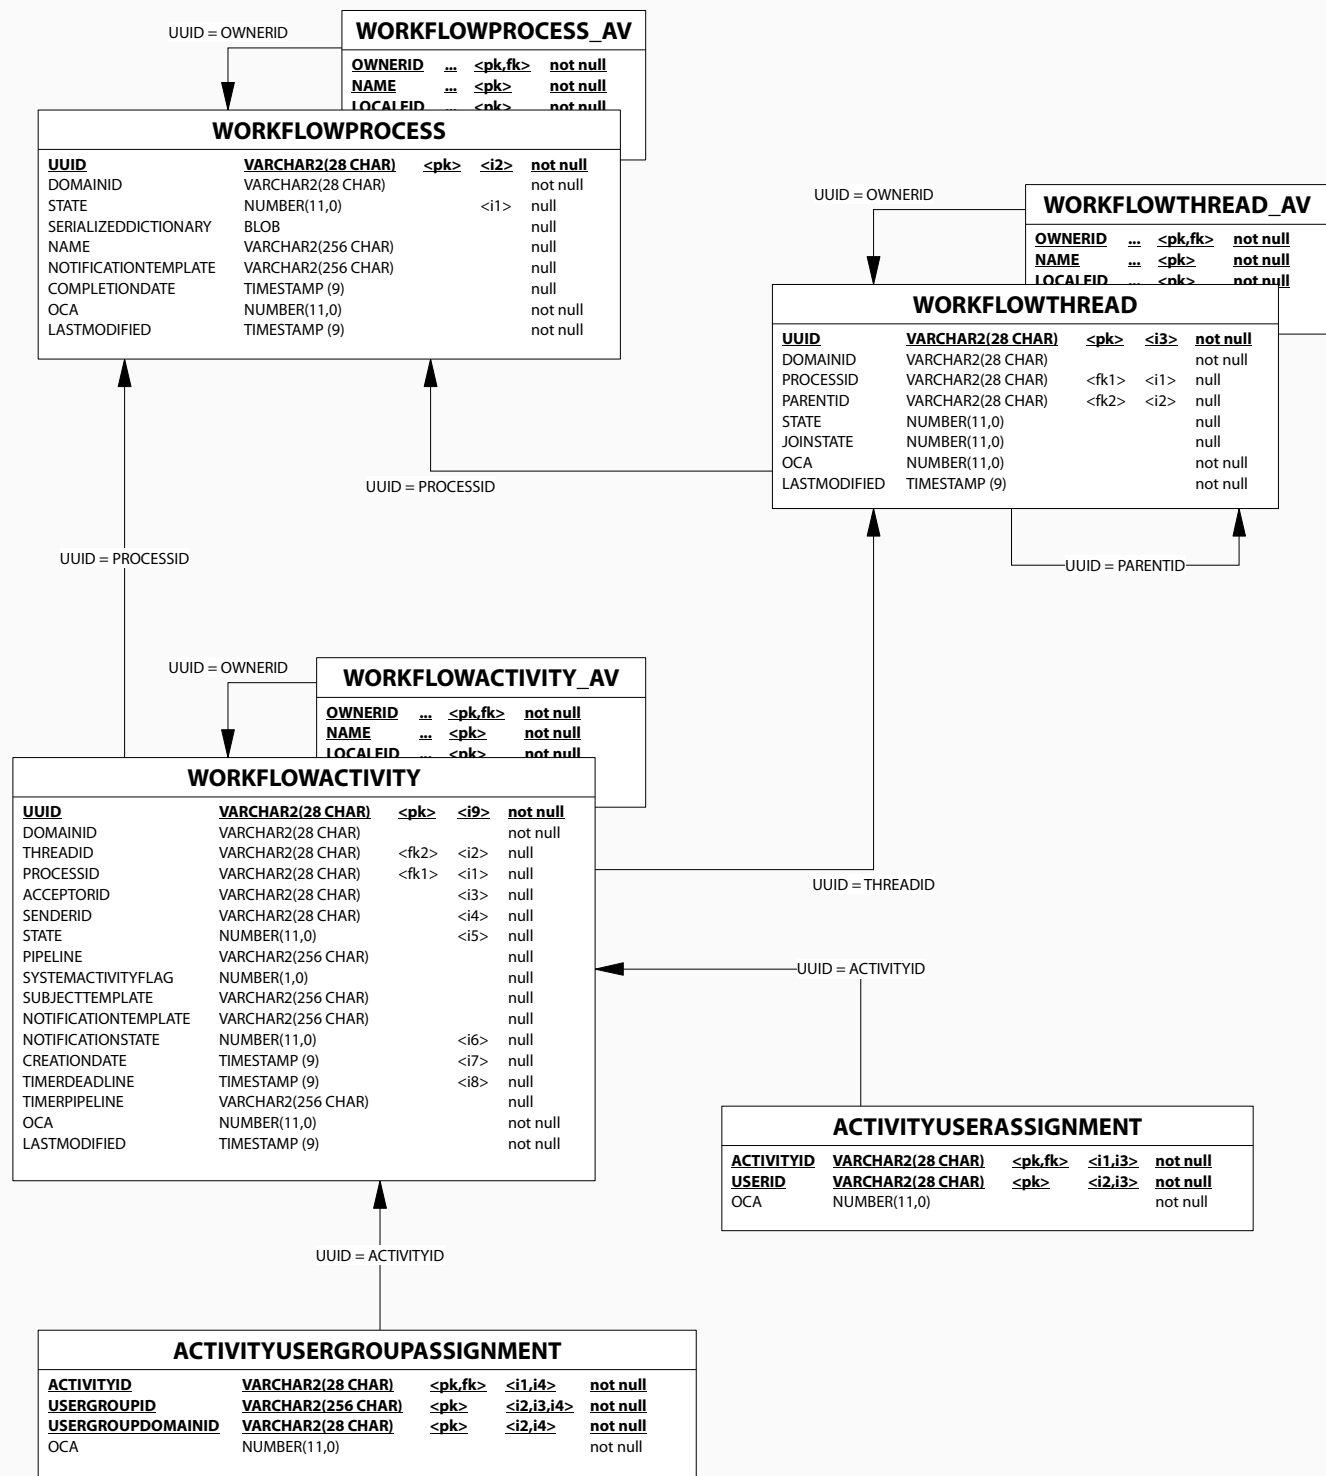 UUID = OWNERID
WORKFLOWPROCESS_AV
OWNERID ... <pk,fk> not null
NAME ... <pk> not null
LOCALEID ... <pk> not null
WORKFLOWPROCESS
UUID VARCHAR2(28 CHAR) <pk> <i2> not null
DOMAINID VARCHAR2(28 CHAR) not null
STATE NUMBER(11,0) <i1> null
SERIALIZEDDICTIONARY BLOB null
NAME VARCHAR2(256 CHAR) null
NOTIFICATIONTEMPLATE VARCHAR2(256 CHAR) null
COMPLETIONDATE TIMESTAMP (9) null
OCA NUMBER(11,0) not null
LASTMODIFIED TIMESTAMP (9) not null
UUID = OWNERID
WORKFLOWTHREAD_AV
OWNERID ... <pk,fk> not null
NAME ... <pk> not null
LOCALEID ... <pk> not null
WORKFLOWTHREAD
UUID VARCHAR2(28 CHAR) <pk> <i3> not null
DOMAINID VARCHAR2(28 CHAR) not null
PROCESSID VARCHAR2(28 CHAR) <fk1> <i1> null
PARENTID VARCHAR2(28 CHAR) <fk2> <i2> null
STATE NUMBER(11,0) null
JOINSTATE NUMBER(11,0) null
OCA NUMBER(11,0) not null
LASTMODIFIED TIMESTAMP (9) not null
UUID = PROCESSID
UUID = PROCESSID
UUID = PARENTID
UUID = OWNERID
WORKFLOWACTIVITY_AV
OWNERID ... <pk,fk> not null
NAME ... <pk> not null
LOCALEID ... <pk> not null
WORKFLOWACTIVITY
UUID VARCHAR2(28 CHAR) <pk> <i9> not null
DOMAINID VARCHAR2(28 CHAR) not null
THREADID VARCHAR2(28 CHAR) <fk2> <i2> null
PROCESSID VARCHAR2(28 CHAR) <fk1> <i1> null
ACCEPTORID VARCHAR2(28 CHAR) <i3> null
SENDERID VARCHAR2(28 CHAR) <i4> null
STATE NUMBER(11,0) <i5> null
PIPELINE VARCHAR2(256 CHAR) null
SYSTEMACTIVITYFLAG NUMBER(1,0) null
SUBJECTTEMPLATE VARCHAR2(256 CHAR) null
NOTIFICATIONTEMPLATE VARCHAR2(256 CHAR) null
NOTIFICATIONSTATE NUMBER(11,0) <i6> null
CREATIONDATE TIMESTAMP (9) <i7> null
TIMERDEADLINE TIMESTAMP (9) <i8> null
TIMERPIPELINE VARCHAR2(256 CHAR) null
OCA NUMBER(11,0) not null
LASTMODIFIED TIMESTAMP (9) not null
UUID = THREADID
UUID = ACTIVITYID
ACTIVITYUSERASSIGNMENT
ACTIVITYID VARCHAR2(28 CHAR) <pk,fk> <i1,i3> not null
USERID VARCHAR2(28 CHAR) <pk> <i2,i3> not null
OCA NUMBER(11,0) not null
UUID = ACTIVITYID
ACTIVITYUSERGROUPASSIGNMENT
ACTIVITYID VARCHAR2(28 CHAR) <pk,fk> <i1,i4> not null
USERGROUPID VARCHAR2(256 CHAR) <pk> <i2,i3,i4> not null
USERGROUPDOMAINID VARCHAR2(28 CHAR) <pk> <i2,i4> not null
OCA NUMBER(11,0) not null